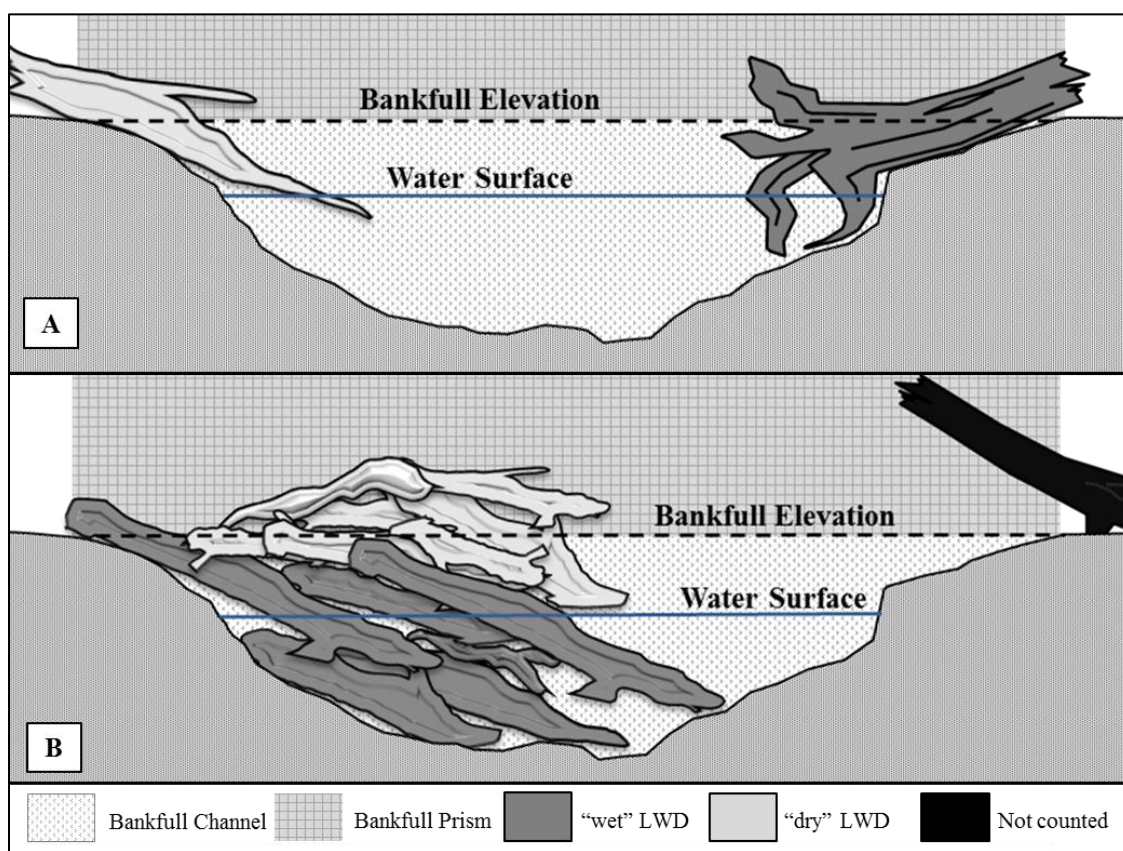 Bankfull Elevation
Water Surface
A
Bankfull Elevation
Water Surface
B
Bankfull Channel
Bankfull Prism
“wet” LWD
“dry” LWD
Not counted